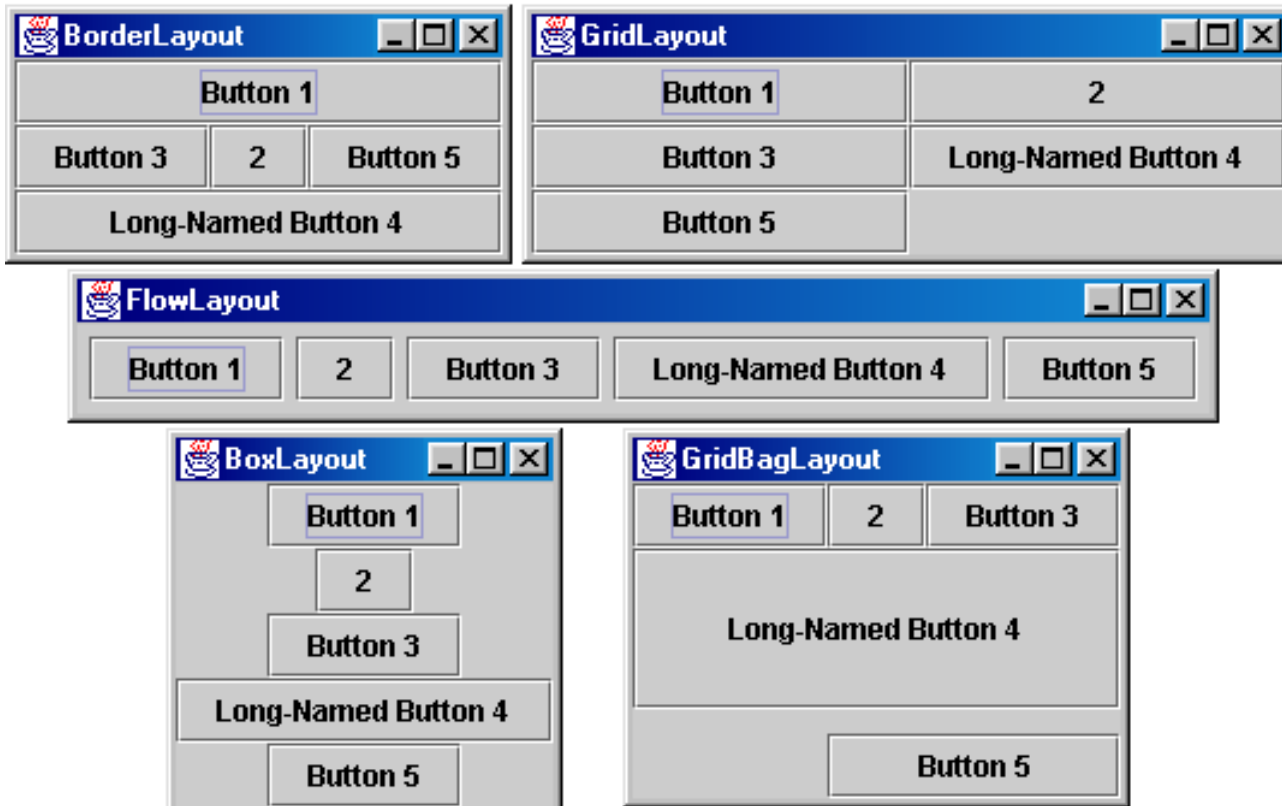 BorderLayout
Button 1
Button 3 2 Button 5
Long-Named Button 4
GridLayout
Button 1 2
Button 3 Long-Named Button 4
Button 5
FlowLayout
Button 1 2 Button 3 Long-Named Button 4 Button 5
BoxLayout
Button 1
2
Button 3
Long-Named Button 4
Button 5
GridBagLayout
Button 1 2 Button 3
Long-Named Button 4
Button 5